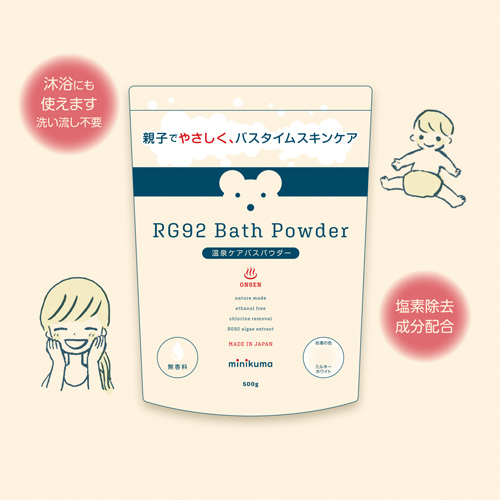 沐浴にも
使えます
洗い流し不要
親子でやさしく、バスタイムスキンケア
RG92 Bath Powder
温泉ケアバスパウダー
ONSEN
nature made
ethanol free
chlorine removal
RG92 algae extract
MADE IN JAPAN
無香料
minikuma
お湯の色
ミルキー
ホワイト
500g
塩素除去
成分配合